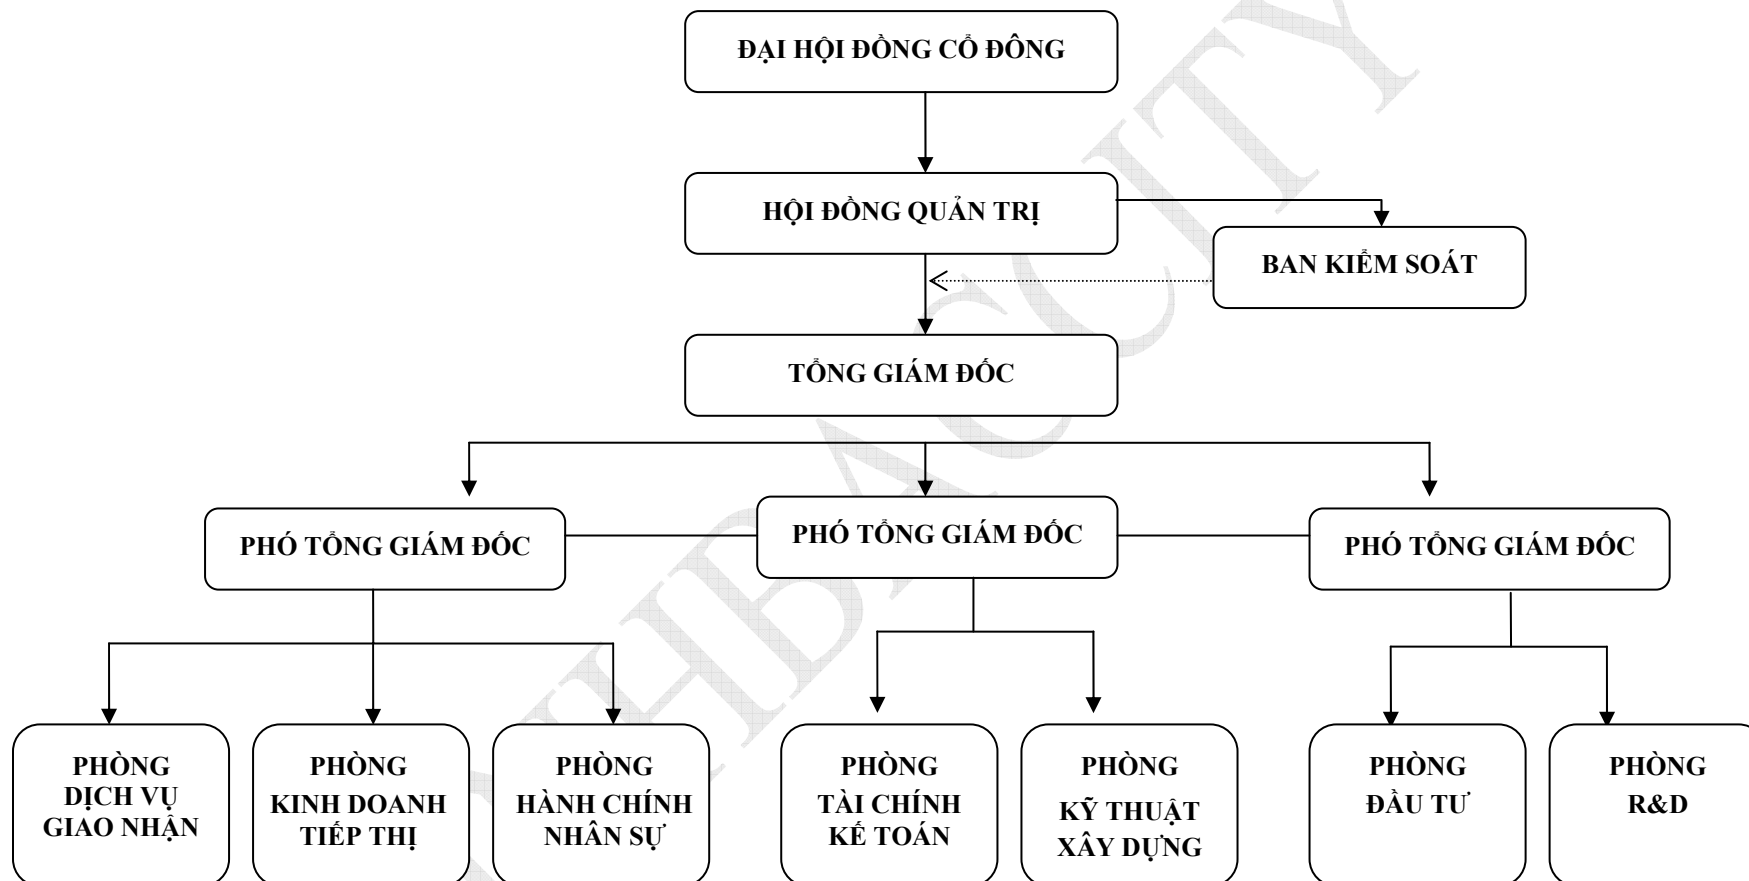 ĐẠI HỘI ĐỒNG CỔ ĐÔNG
HỘI ĐỒNG QUẢN TRỊ
BAN KIỂM SOÁT
TỔNG GIÁM ĐỐC
PHÓ TỔNG GIÁM ĐỐC
PHÓ TỔNG GIÁM ĐỐC
PHÓ TỔNG GIÁM ĐỐC
PHÒNG
DỊCH VỤ
GIAO NHẬN
PHÒNG
KINH DOANH
TIẾP THỊ
PHÒNG
HÀNH CHÍNH
NHÂN SỰ
PHÒNG
TÀI CHÍNH
KẾ TOÁN
PHÒNG
KỸ THUẬT
XÂY DỰNG
PHÒNG
ĐẦU TƯ
PHÒNG
R&D